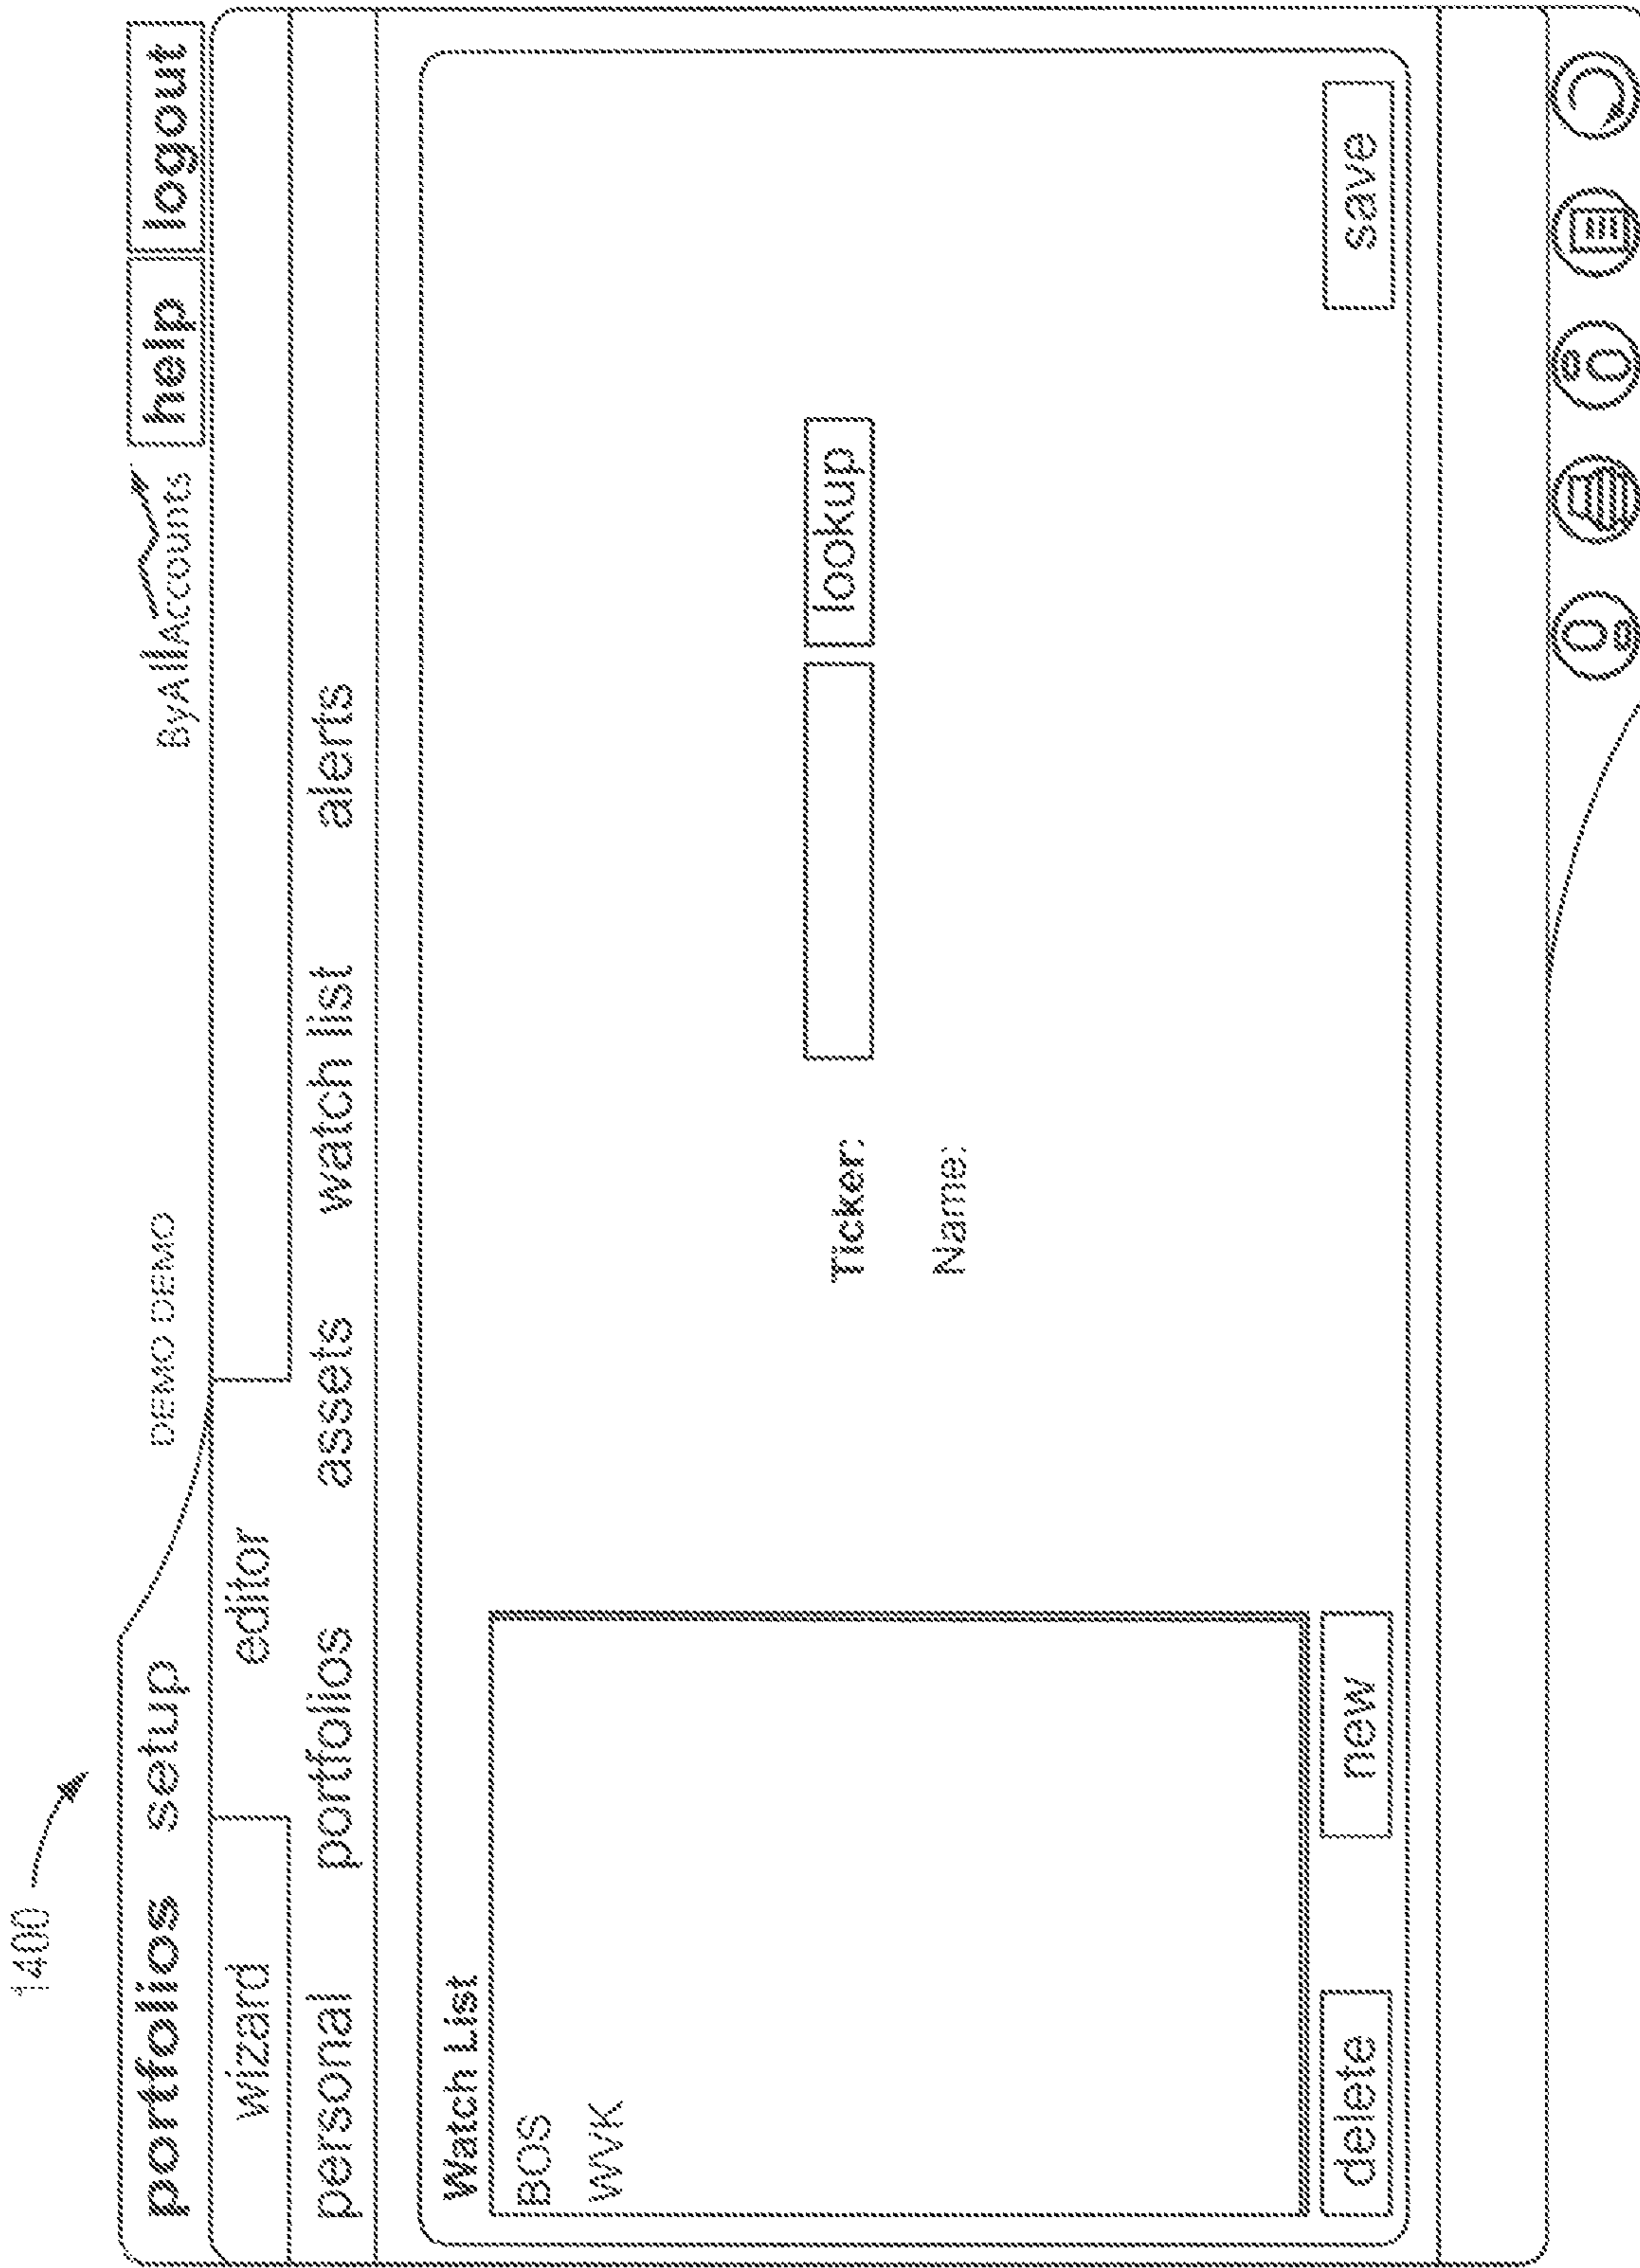 1400
portfolios setup DEMO DEMO ByAllAccounts help logout
wizard editor
personal portfolios assets watch list alerts
Watch List
BOS
WVK
Ticker: lookup
Name:
delete new save